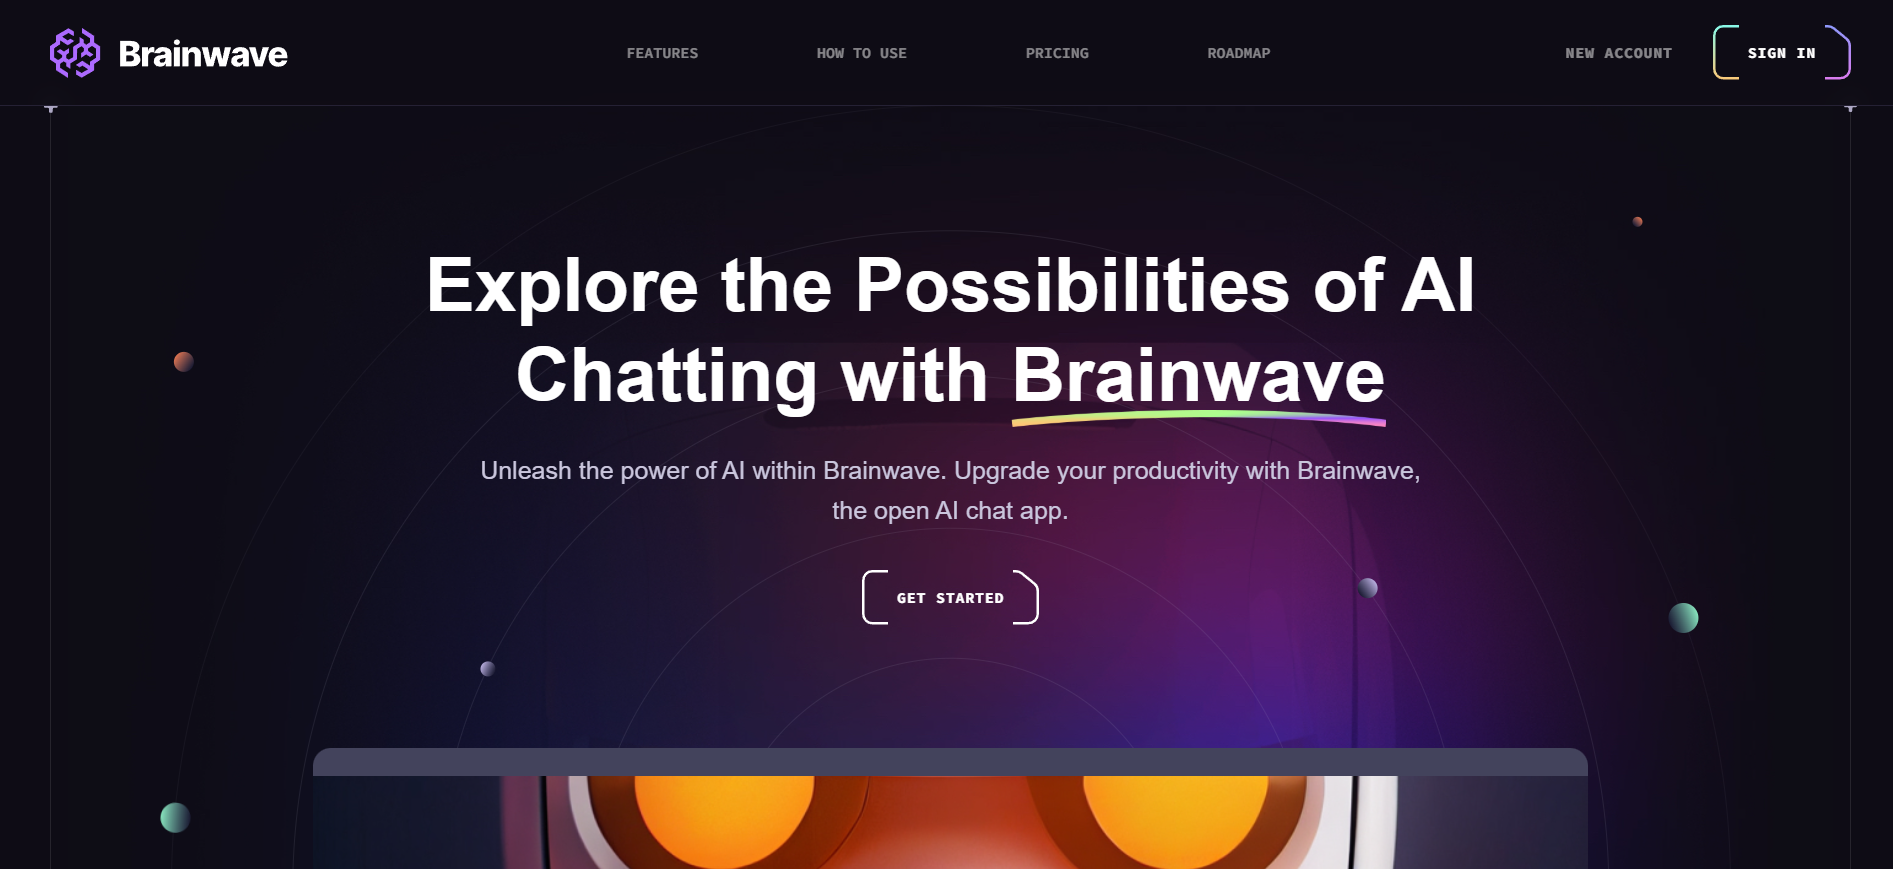 Brainwave
FEATURES
HOW TO USE
PRICING
ROADMAP
NEW ACCOUNT
SIGN IN
Explore the Possibilities of AI
Chatting with Brainwave
Unleash the power of AI within Brainwave. Upgrade your productivity with Brainwave,
the open AI chat app.
GET STARTED